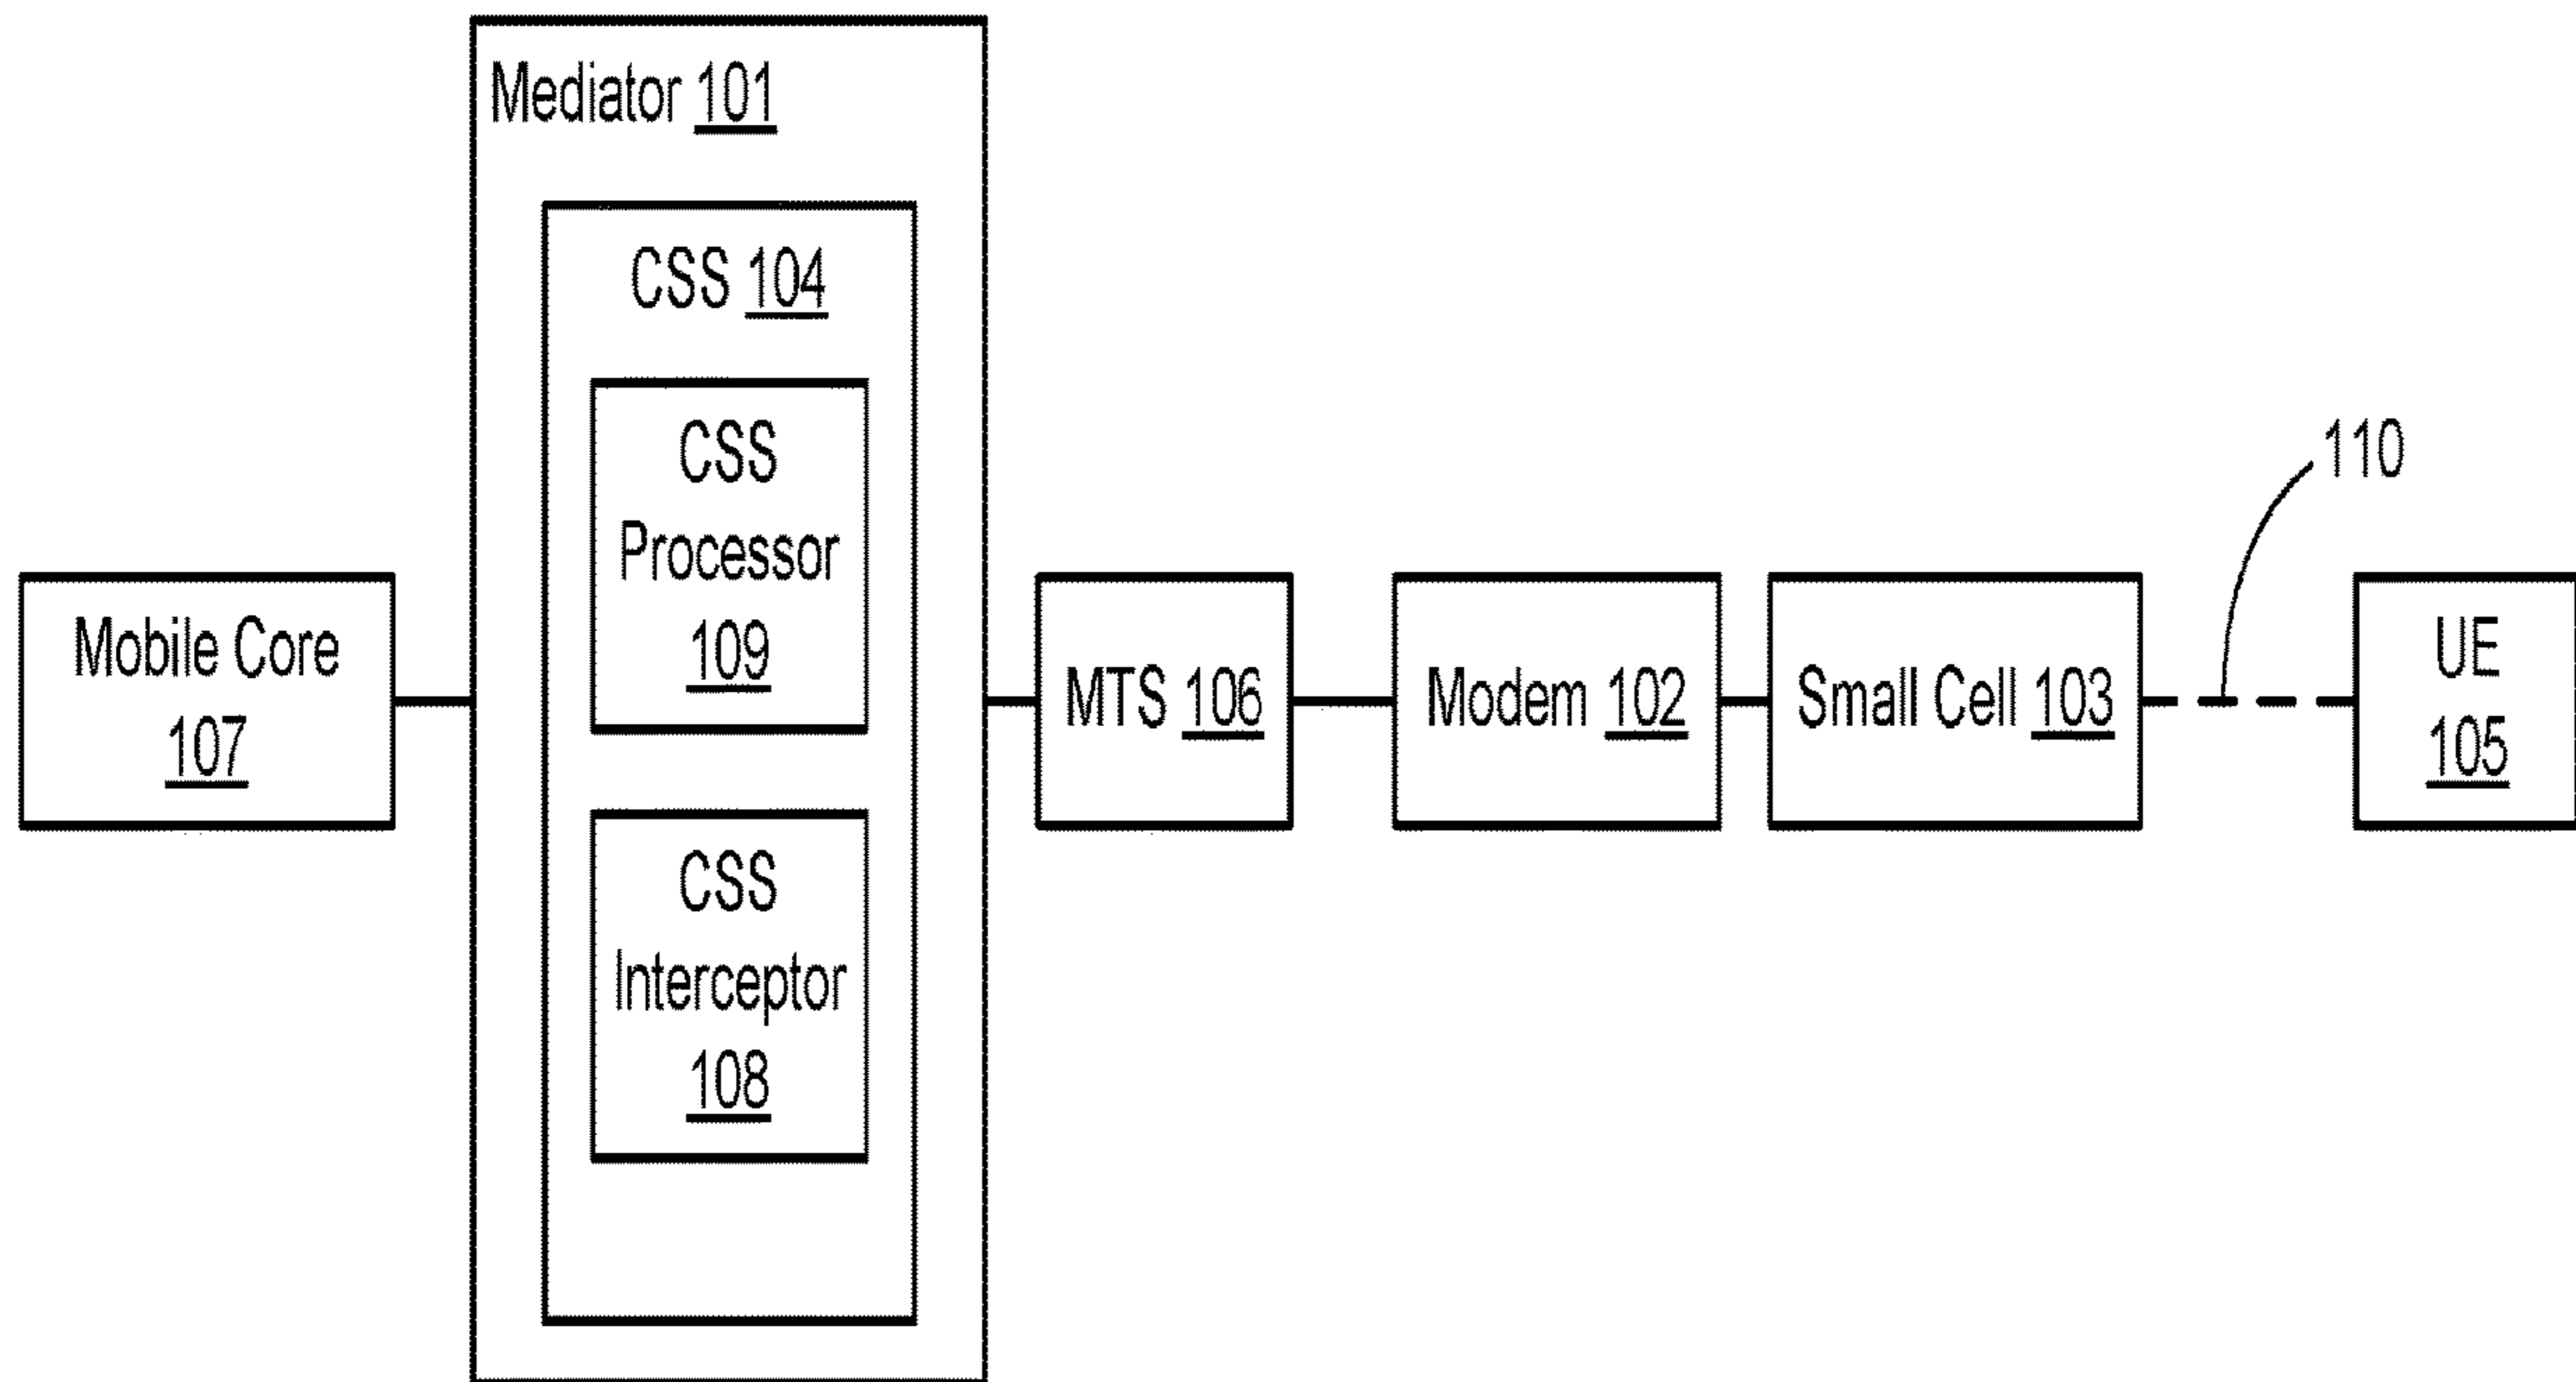 Mediator 101
CSS 104
CSS
Processor
109
CSS
Interceptor
108
Mobile Core
107
MTS 106
Modem 102
Small Cell 103
110
UE
105